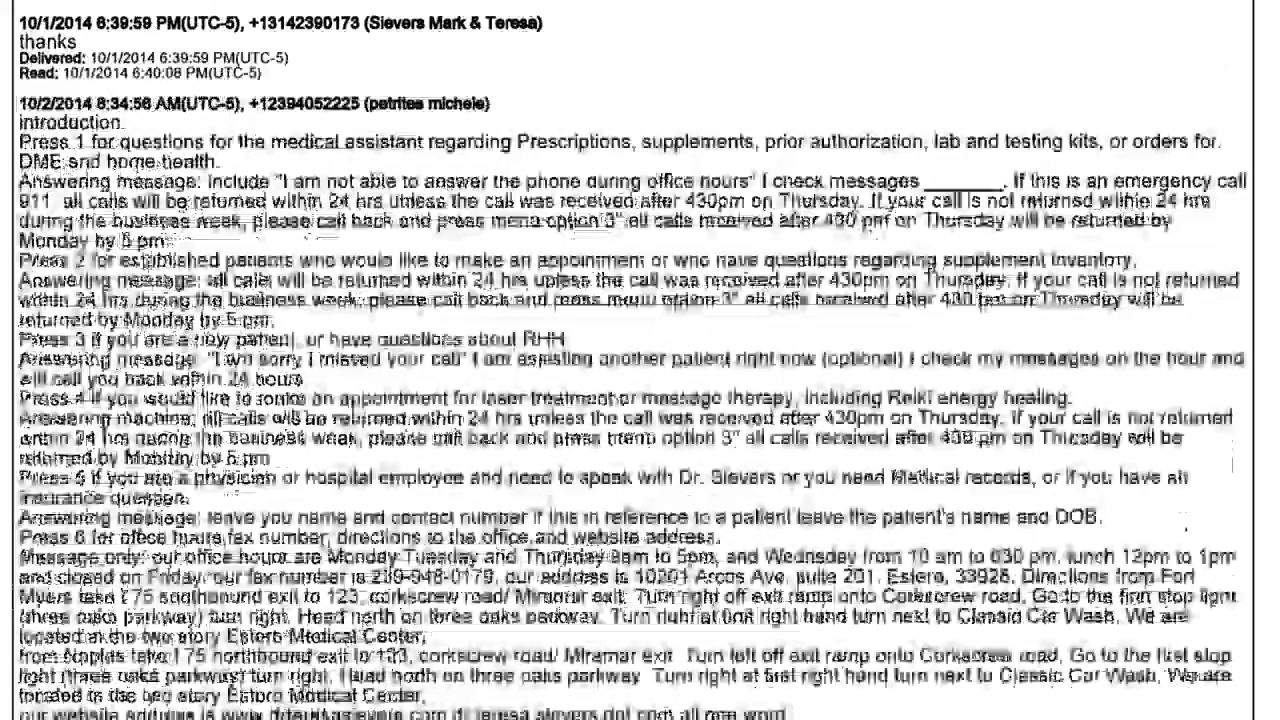 10/1/2014 6:39:59 PM(UTC-5), +13142390173 (Sievers Mark & Teresa)
thanks
Delivered: 10/1/2014 6:39:59 PM(UTC-5)
Read: 10/1/2014 6:40:08 PM(UTC-5)
10/2/2014 8:34:56 AM(UTC-5), +12394052225 (petrites michele)
introduction.
Press 1 for questions for the medical assistant regarding Prescriptions, supplements, prior authorization, lab and testing kits, or orders for
DME and home health.
Answering message: Include "I am not able to answer the phone during office hours" I check messages ________. If this is an emergency call
911 all calls will be returned within 24 hrs unless the call was received after 430pm on Thursday. If your call is not returned within 24 hrs
during the business week, please call back and press menu option 3" all calls received after 430 pm on Thursday will be returned by
Monday by 5 pm
Press 2 for established patients who would like to make an appointment or who have questions regarding supplement inventory.
Answering message: all calls will be returned within 24 hrs unless the call was received after 430pm on Thursday. If your call is not returned
within 24 hrs during the business week, please call back and press menu option 3" all calls received after 430 pm on Thursday will be
returned by Monday by 5 pm.
Press 3 if you are a new patient, or have questions about RHH
Answering message: "I am sorry I missed your call" I am assisting another patient right now (optional) I check my messages on the hour and
will call you back within 24 hours
Press 4 if you would like to make an appointment for laser treatment or message therapy, including Reiki energy healing.
Answering machine: all calls will be returned within 24 hrs unless the call was received after 430pm on Thursday. If your call is not returned
within 24 hrs during the business week, please call back and press menu option 3" all calls received after 430 pm on Thursday will be
returned by Monday by 5 pm
Press 5 if you are a physician or hospital employee and need to speak with Dr. Sievers or you need Medical records, or if you have an
insurance question.
Answering message: leave you name and contact number if this in reference to a patient leave the patient's name and DOB.
Press 6 for office hours, fax number, directions to the office and website address.
Message only: our office hours are Monday Tuesday and Thursday 9am to 5pm, and Wednsday from 10 am to 630 pm, lunch 12pm to 1pm
and closed on Friday. our fax number is 239-948-0179, our address is 10201 Arcos Ave, suite 201, Estero, 33928. Directions from Fort
Myers take I 75 southbound exit to 123, corkscrew road/ Miramar exit. Turn right off exit ramp onto Corkscrew road, Go to the first stop light
(three oaks parkway) turn right. Head north on three oaks parkway. Turn right at first right hand turn next to Classic Car Wash. We are
located in the two story Estero Medical Center.
from Naples take I 75 northbound exit to 123, corkscrew road/ Miramar exit. Turn left off exit ramp onto Corkscrew road, Go to the first stop
light (three oaks parkway) turn right. Head north on three oaks parkway. Turn right at first right hand turn next to Classic Car Wash. We are
located in the two story Estero Medical Center.
our website address is www. teresa sievers dot com all one word